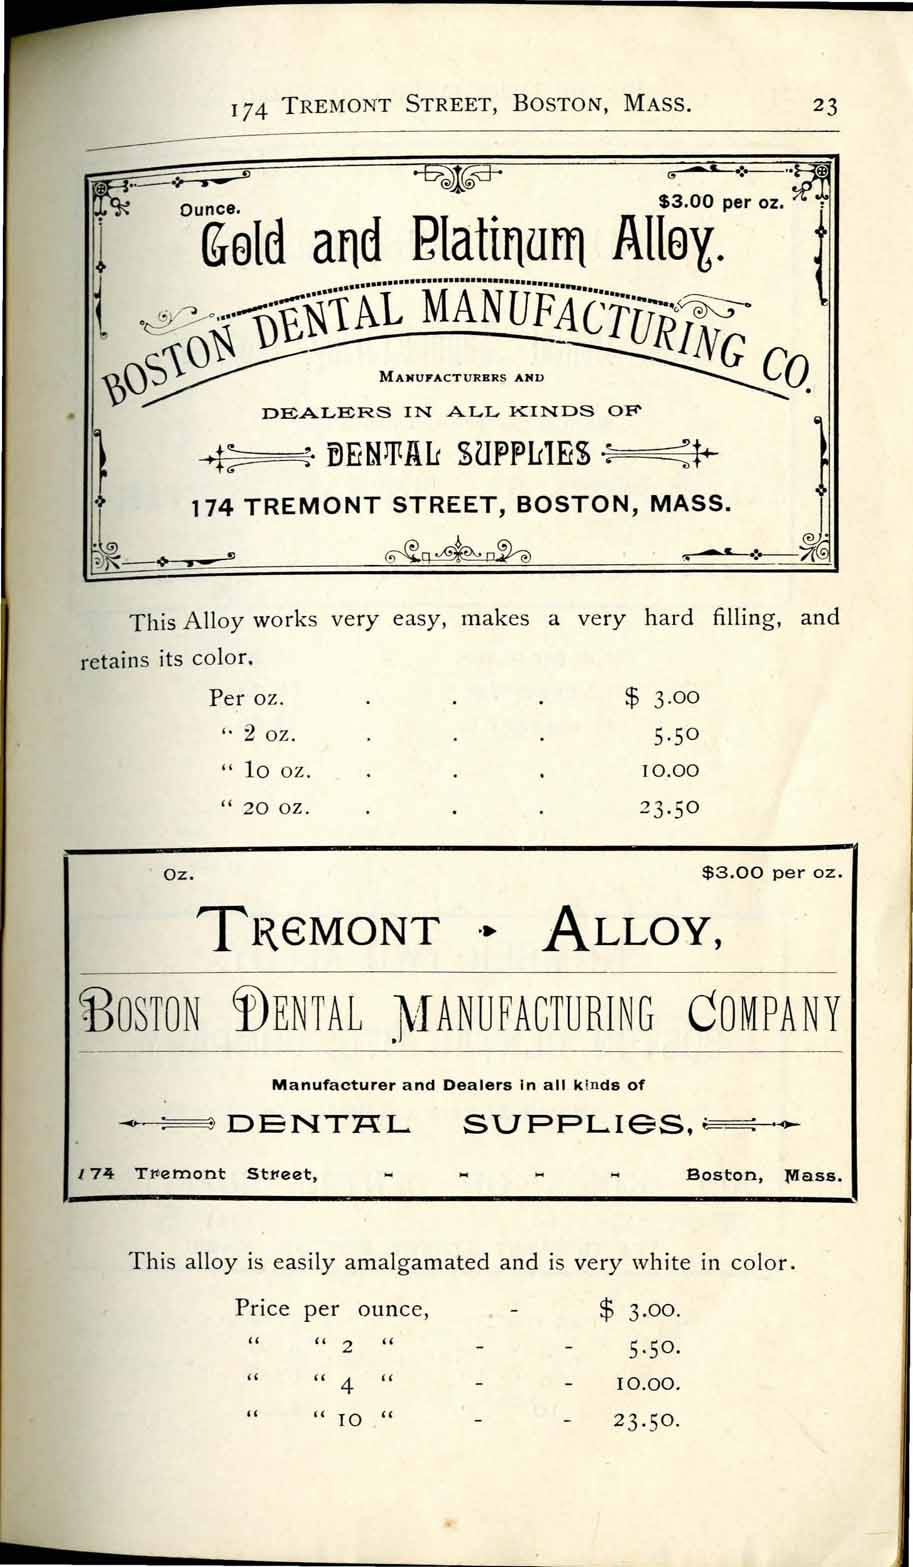 174 TREMONT STREET, BOSTON, MASS. 23
Ounce. $3.00 per oz.
Gold and Platinum Alloy.
BOSTON DENTAL MANUFACTURING CO.
MANUFACTURERS AND
DEALERS IN ALL KINDS OF
DENTAL SUPPLIES
174 TREMONT STREET, BOSTON, MASS.
This Alloy works very easy, makes a very hard filling, and
retains its color.
Per oz. . . . $ 3.00
“ 2 oz. . . . 5.50
“ 10 oz. . . . 10.00
“ 20 oz. . . . 23.50
Oz. $3.00 per oz.
TREMONT ALLOY,
BOSTON DENTAL MANUFACTURING COMPANY
Manufacturer and Dealers in all kinds of
DENTAL SUPPLIES,
174 Tremont Street, - - - - Boston, Mass.
This alloy is easily amalgamated and is very white in color.
Price per ounce, - $ 3.00.
“ “ 2 “ - - 5.50.
“ “ 4 “ - - 10.00.
“ “ 10 “ - - 23.50.